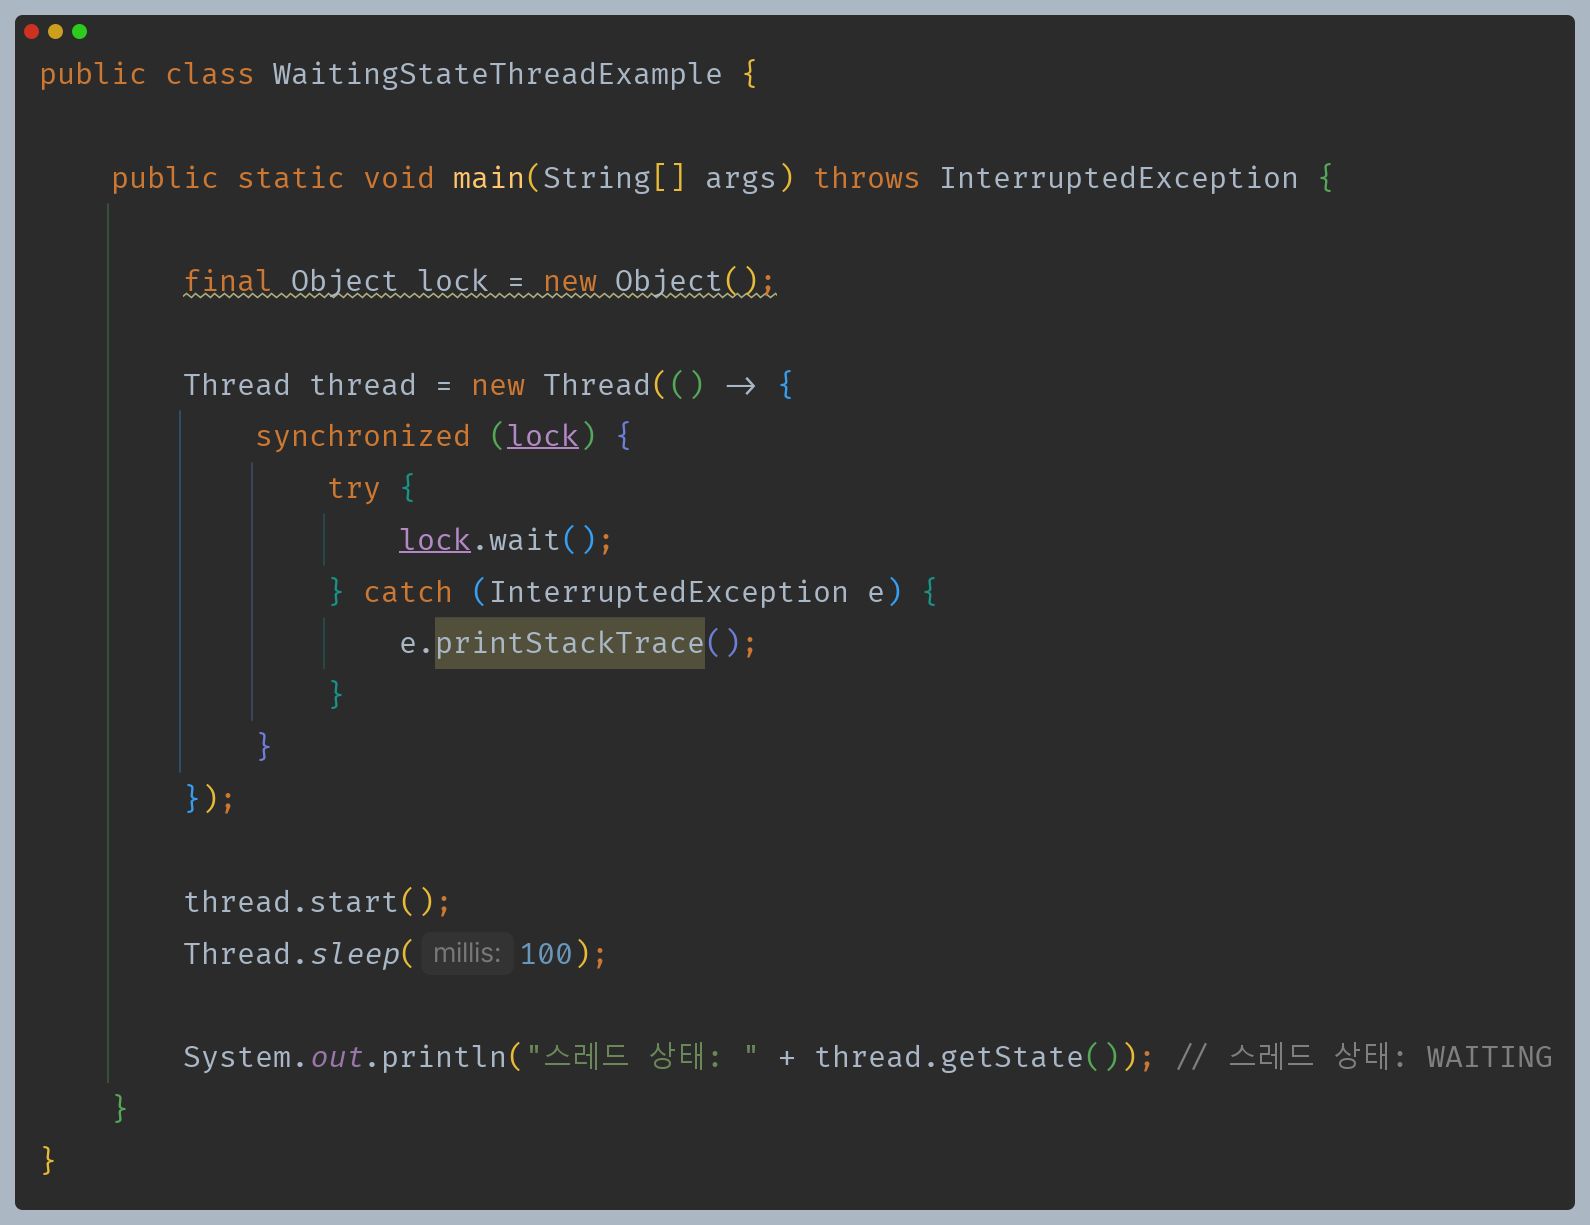 public class WaitingStateThreadExample {
public static void main(String[] args) throws InterruptedException {
final Object lock = new Object();
Thread thread = new Thread(() -> {
synchronized (lock) {
try {
lock.wait();
} catch (InterruptedException e) {
e.printStackTrace();
}
}
});
thread.start();
Thread.sleep( millis: 100);
System.out.println("스레드 상태: " + thread.getState()); // 스레드 상태: WAITING
}
}